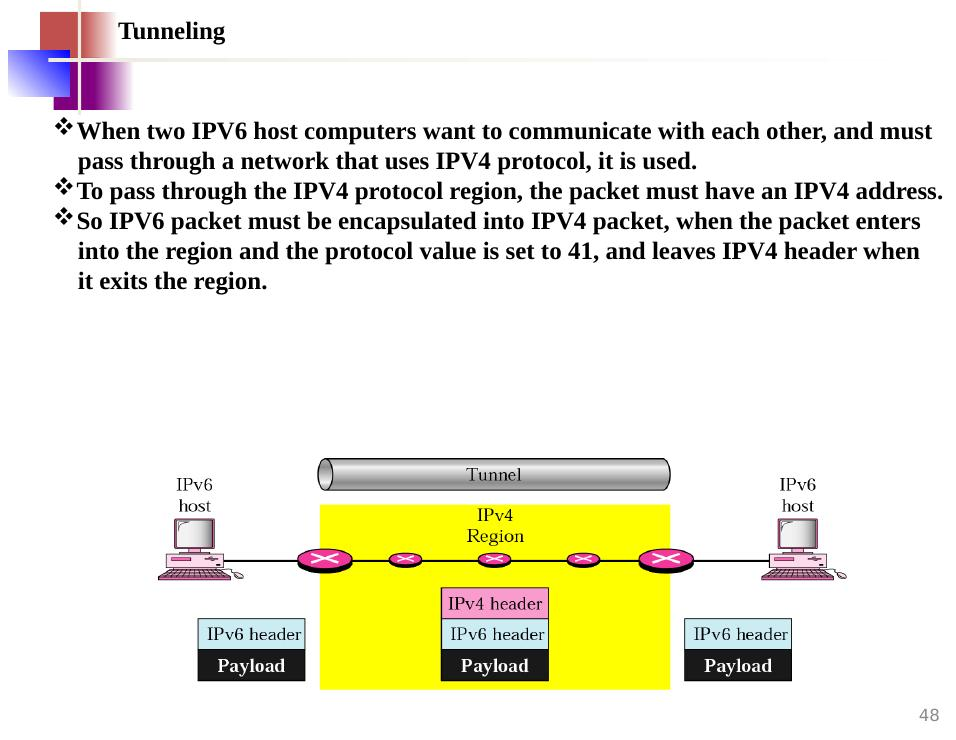 Tunneling
❖When two IPV6 host computers want to communicate with each other, and must
pass through a network that uses IPV4 protocol, it is used.
❖To pass through the IPV4 protocol region, the packet must have an IPV4 address.
❖So IPV6 packet must be encapsulated into IPV4 packet, when the packet enters
into the region and the protocol value is set to 41, and leaves IPV4 header when
it exits the region.
Tunnel
IPv6
host
IPv4
Region
IPv6
host
IPv4 header
IPv6 header
IPv6 header
IPv6 header
Payload
Payload
Payload
48